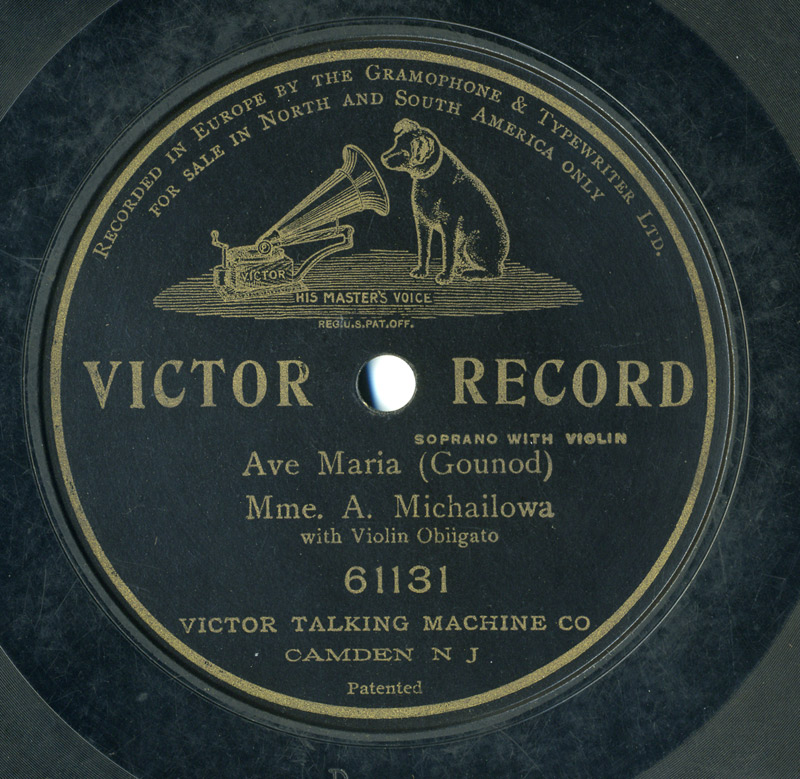 RECORDED IN EUROPE BY THE GRAMOPHONE & TYPEWRITER LTD.
FOR SALE IN NORTH AND SOUTH AMERICA ONLY
VICTOR
HIS MASTER'S VOICE
REG.U.S.PAT.OFF.
VICTOR RECORD
SOPRANO WITH VIOLIN
Ave Maria (Gounod)
Mme. A. Michailowa
with Violin Obiigato
61131
VICTOR TALKING MACHINE CO
CAMDEN N J
Patented